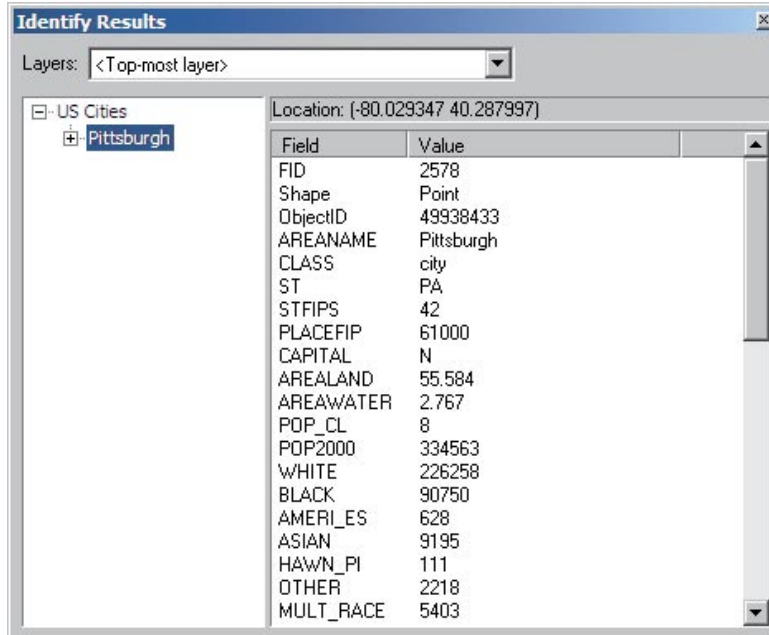 Identify Results
Layers: <Top-most layer>
US Cities
Pittsburgh
Location: (-80.029347 40.287997)
Field Value
FID 2578
Shape Point
ObjectID 49938433
AREANAME Pittsburgh
CLASS city
ST PA
STFIPS 42
PLACEFIP 61000
CAPITAL N
AREALAND 55.584
AREAWATER 2.767
POP_CL 8
POP2000 334563
WHITE 226258
BLACK 90750
AMERI_ES 628
ASIAN 9195
HAWN_PI 111
OTHER 2218
MULT_RACE 5403